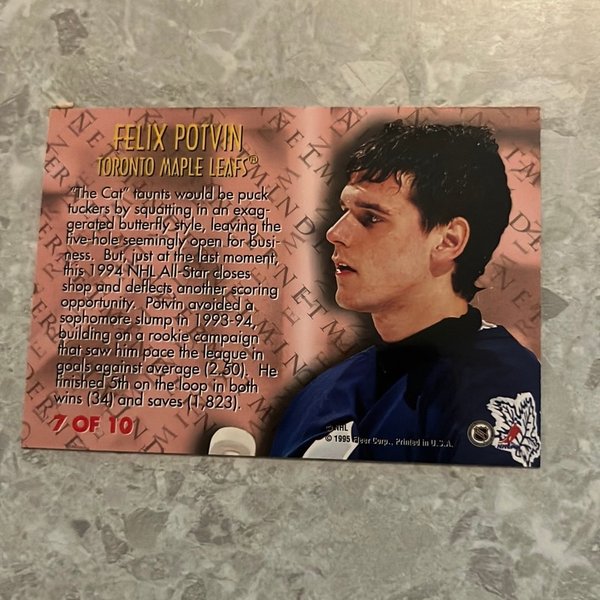 FELIX POTVIN
TORONTO MAPLE LEAFS®
"The Cat" taunts would be puck
tuckers by squatting in an exag-
gerated butterfly style, leaving the
five-hole seemingly open for busi-
ness. But, just at the last moment,
this 1994 NHL All-Star closes
shop and deflects another scoring
opportunity. Potvin avoided a
sophomore slump in 1993-94,
building on a rookie campaign
that saw him pace the league in
goals against average (2.50). He
finished 5th on the loop in both
wins (34) and saves (1,823).
7 OF 10
© NHL
© 1995 Fleer Corp., Printed in U.S.A.